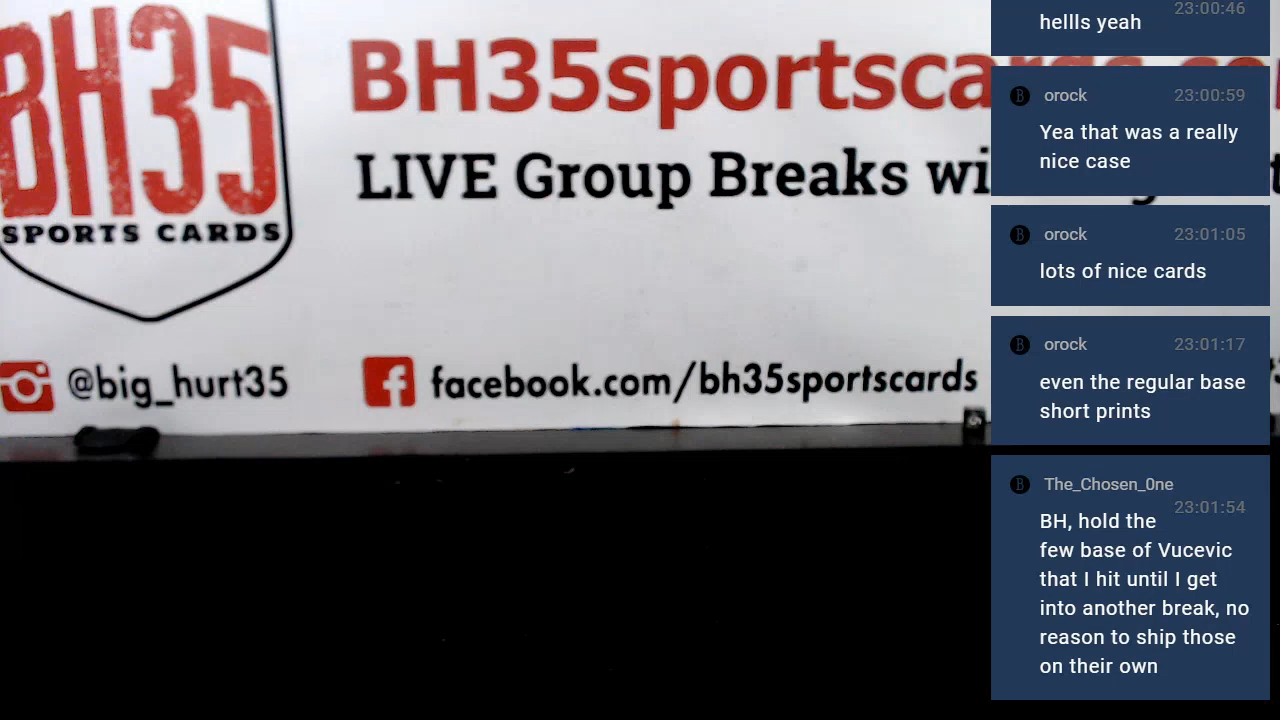 BH35
SPORTS CARDS
BH35sportsca
LIVE Group Breaks wi
@big_hurt35
facebook.com/bh35sportscards
23:00:46
hellls yeah
orock 23:00:59
Yea that was a really
nice case
orock 23:01:05
lots of nice cards
orock 23:01:17
even the regular base
short prints
The_Chosen_0ne
23:01:54
BH, hold the
few base of Vucevic
that I hit until I get
into another break, no
reason to ship those
on their own